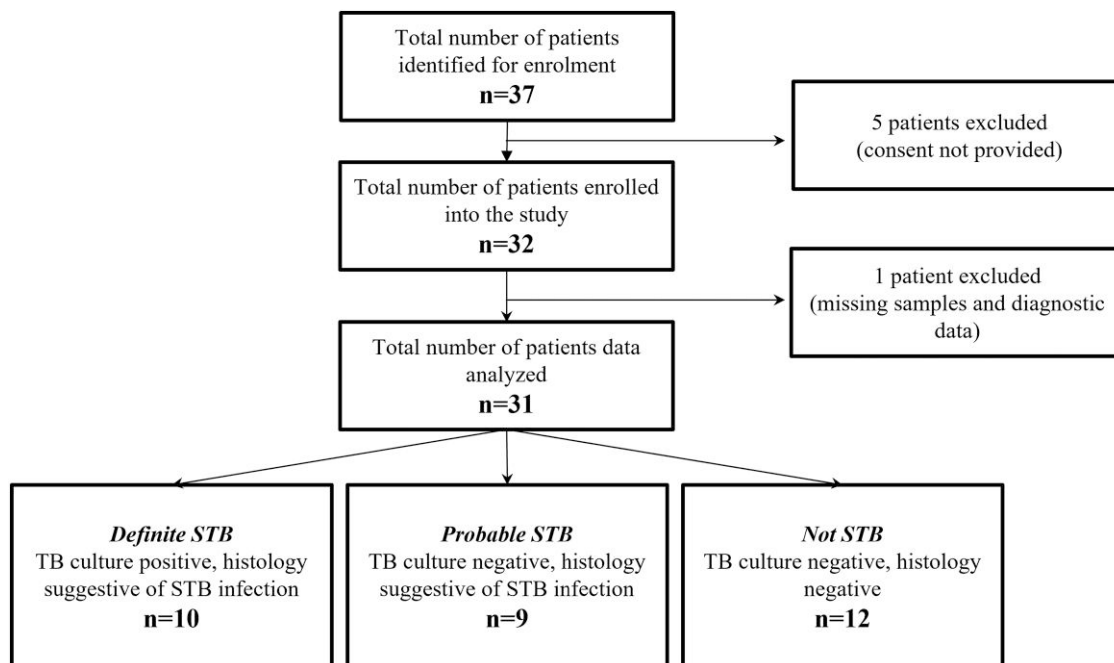 Total number of patients
identified for enrolment
n=37
5 patients excluded
(consent not provided)
Total number of patients enrolled
into the study
n=32
1 patient excluded
(missing samples and diagnostic
data)
Total number of patients data
analyzed
n=31
Definite STB
TB culture positive, histology
suggestive of STB infection
n=10
Probable STB
TB culture negative, histology
suggestive of STB infection
n=9
Not STB
TB culture negative, histology
negative
n=12